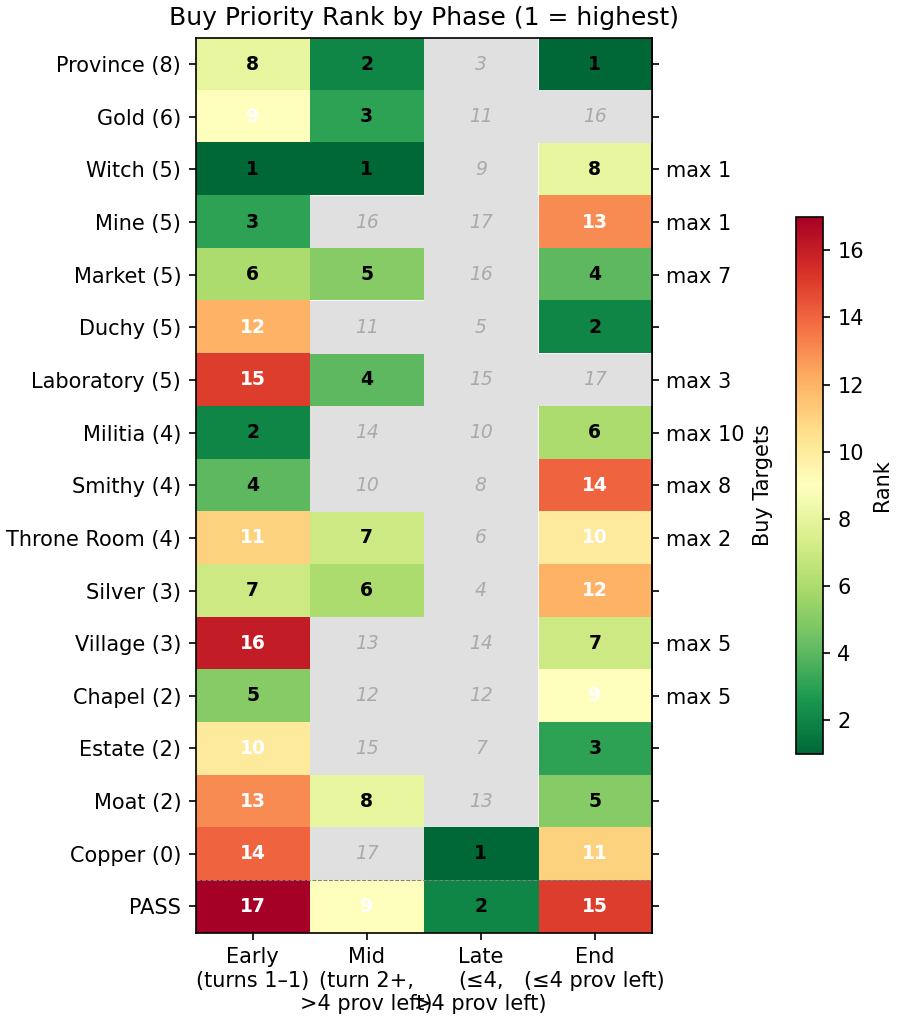 Buy Priority Rank by Phase (1 = highest)
Province (8) 8 2 3 1
Gold (6) 9 3 11 16
Witch (5) 1 1 9 8 max 1
Mine (5) 3 16 17 13 max 1
Market (5) 6 5 16 4 max 7
Duchy (5) 12 11 5 2
Laboratory (5) 15 4 15 17 max 3
Militia (4) 2 14 10 6 max 10
Smithy (4) 4 10 8 14 max 8
Throne Room (4) 11 7 6 10 max 2
Silver (3) 7 6 4 12
Village (3) 16 13 14 7 max 5
Chapel (2) 5 12 12 9 max 5
Estate (2) 10 15 7 3
Moat (2) 13 8 13 5
Copper (0) 14 17 1 11
PASS 17 9 2 15
Early Mid Late End
(turns 1–1) (turn 2+, (≤4, (≤4 prov left)
>4 prov left) >4 prov left)
Buy Targets
16
14
12
10
8
6
4
2
Rank